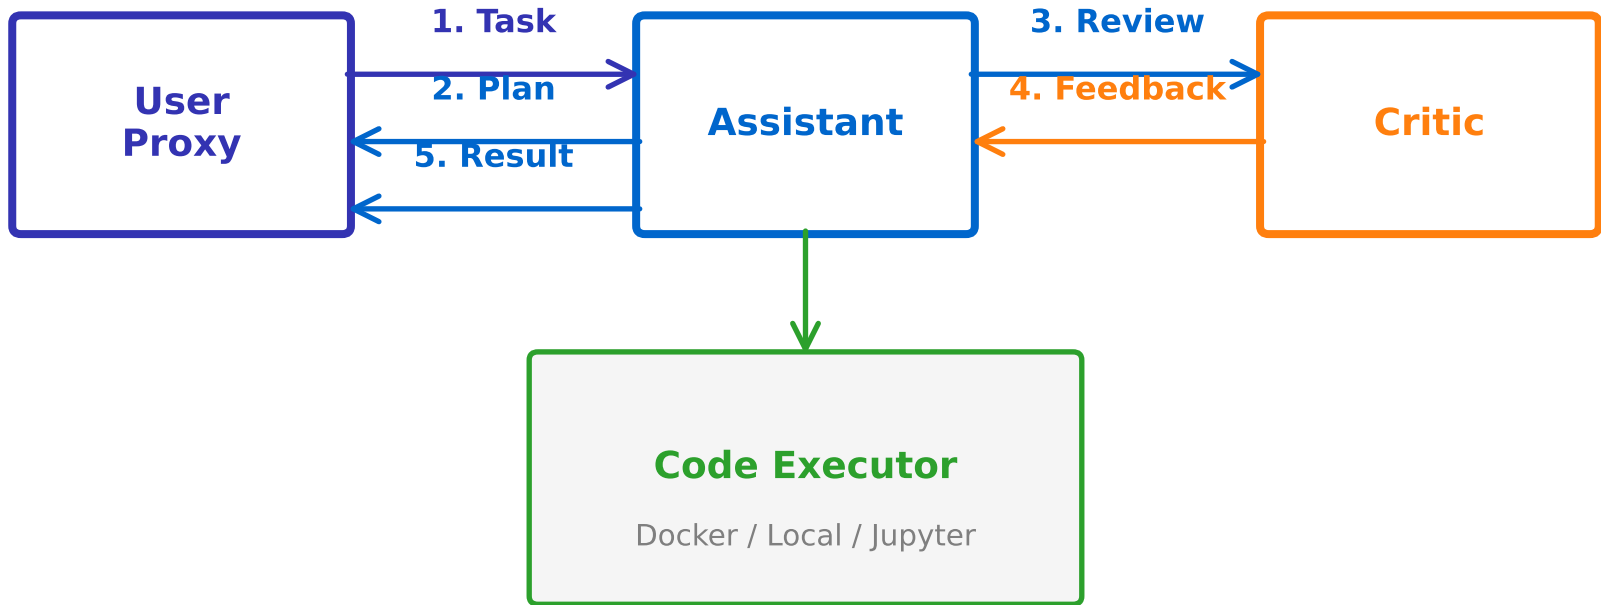 1. Task
3. Review
2. Plan
4. Feedback
User
Proxy
Assistant
Critic
5. Result
Code Executor
Docker / Local / Jupyter